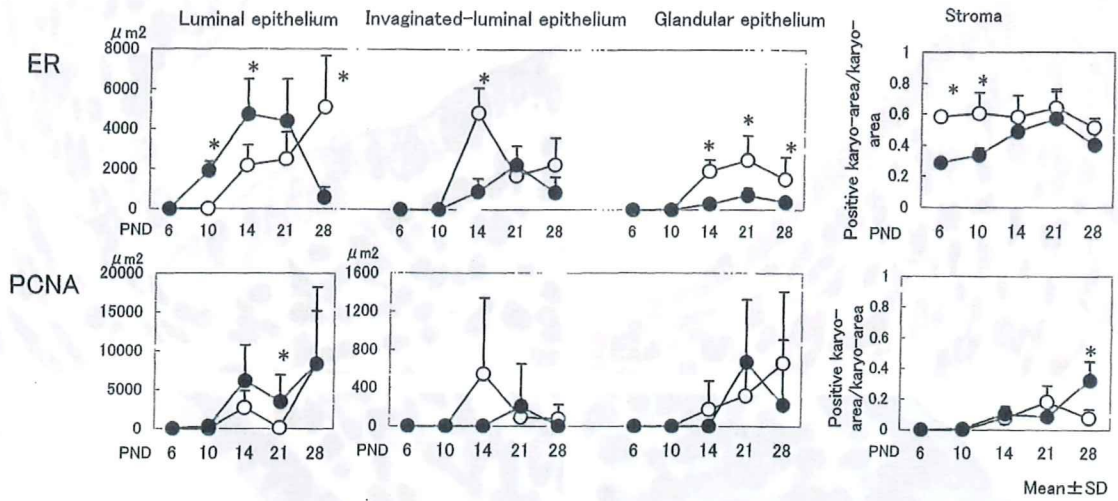 Luminal epithelium Invaginated-luminal epithelium Glandular epithelium Stroma
ER
μm2
8000
6000
4000
2000
0
* * *
*
* * *
1
0.8
0.6
0.4
0.2
0
* *
Positive karyo-area/karyo-
area
PND 6 10 14 21 28 6 10 14 21 28 6 10 14 21 28 PND 6 10 14 21 28
PCNA
μm2
20000
15000
10000
5000
0
*
μm2
1600
1200
800
400
0
1
0.8
0.6
0.4
0.2
0
*
Positive karyo-
area/karyo-area
PND 6 10 14 21 28 PND 6 10 14 21 28 6 10 14 21 28 PND 6 10 14 21 28
Mean±SD